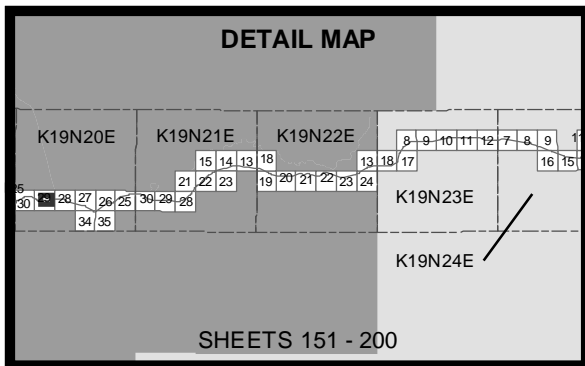 DETAIL MAP
K19N20E
K19N21E
K19N22E
8 9 10 11 12 7 8 9
15 14 13 18
13 18 17
16 15
21 22 23
19 20 21 22 23 24
K19N23E
25
30 29 28 27 26 25 30 29 28
34 35
K19N24E
SHEETS 151 - 200